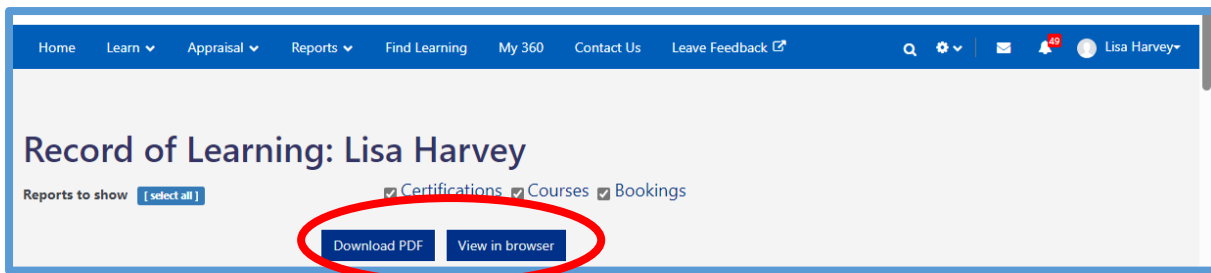 Home Learn Appraisal Reports Find Learning My 360 Contact Us Leave Feedback 49 Lisa Harvey
Record of Learning: Lisa Harvey
Reports to show [ select all ] Certifications Courses Bookings
Download PDF View in browser